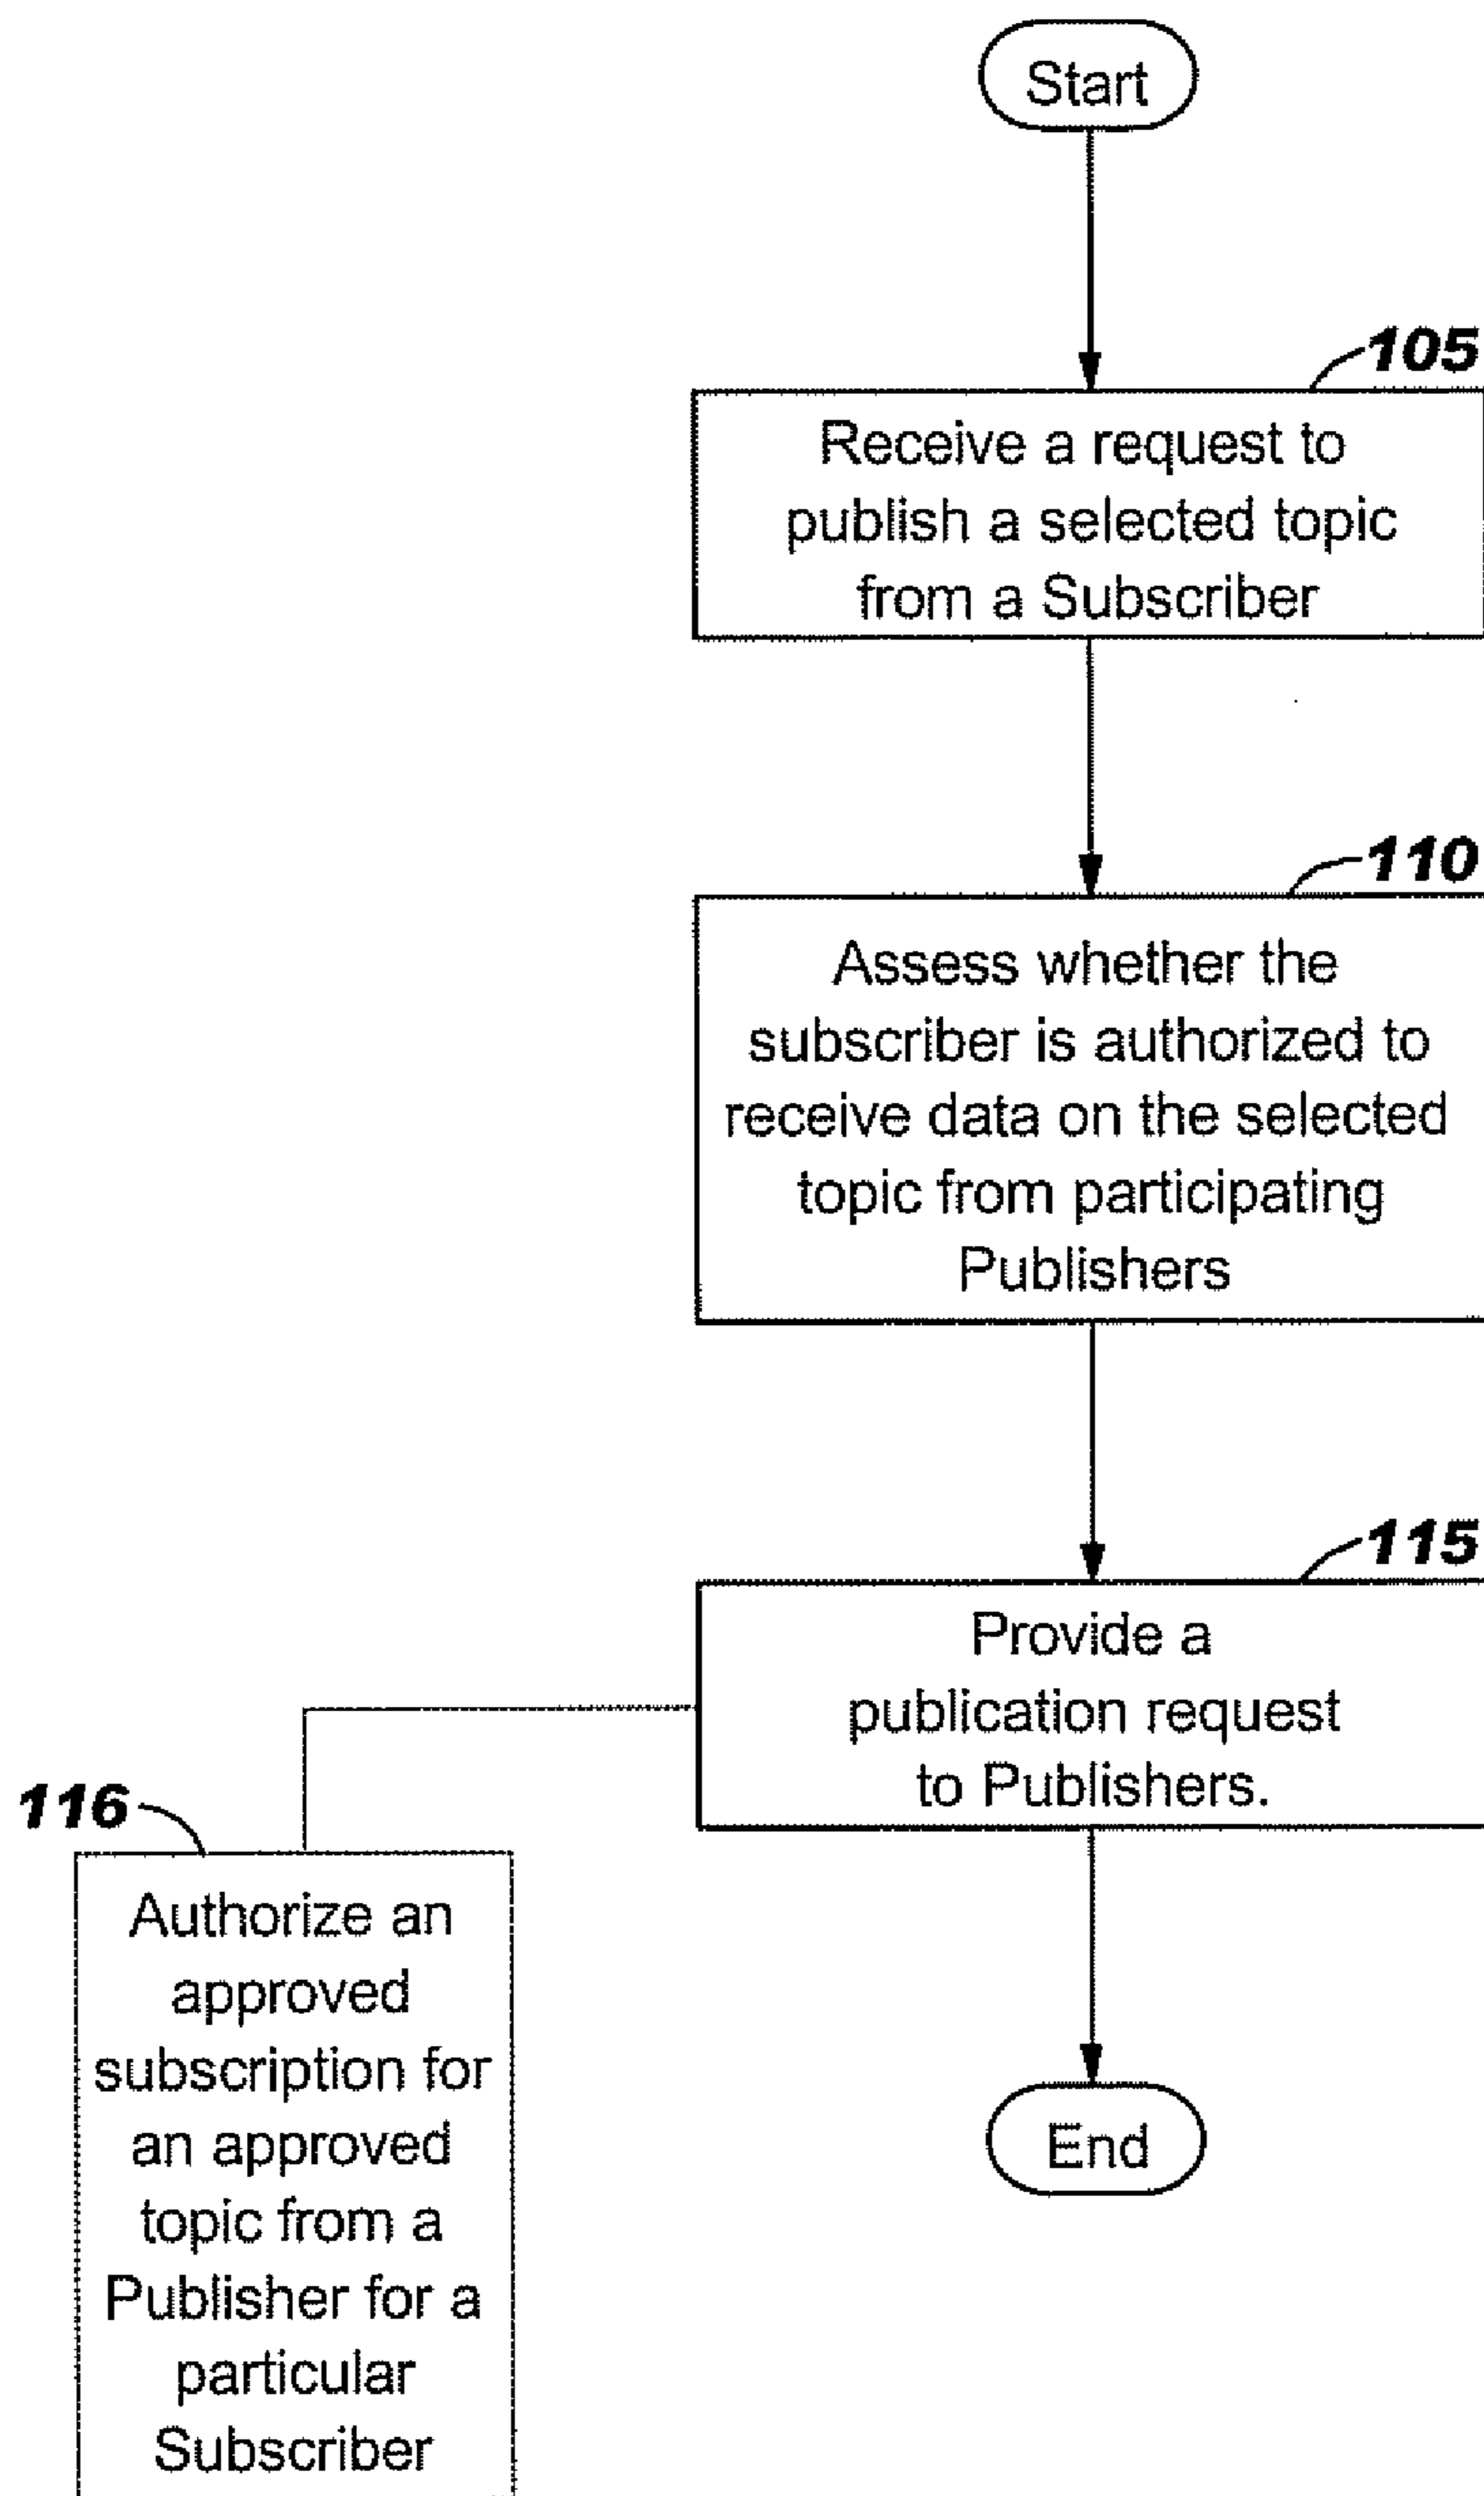 Start
105
Receive a request to
publish a selected topic
from a Subscriber
110
Assess whether the
subscriber is authorized to
receive data on the selected
topic from participating
Publishers
115
Provide a
publication request
to Publishers.
116
Authorize an
approved
subscription for
an approved
topic from a
Publisher for a
particular
Subscriber
End